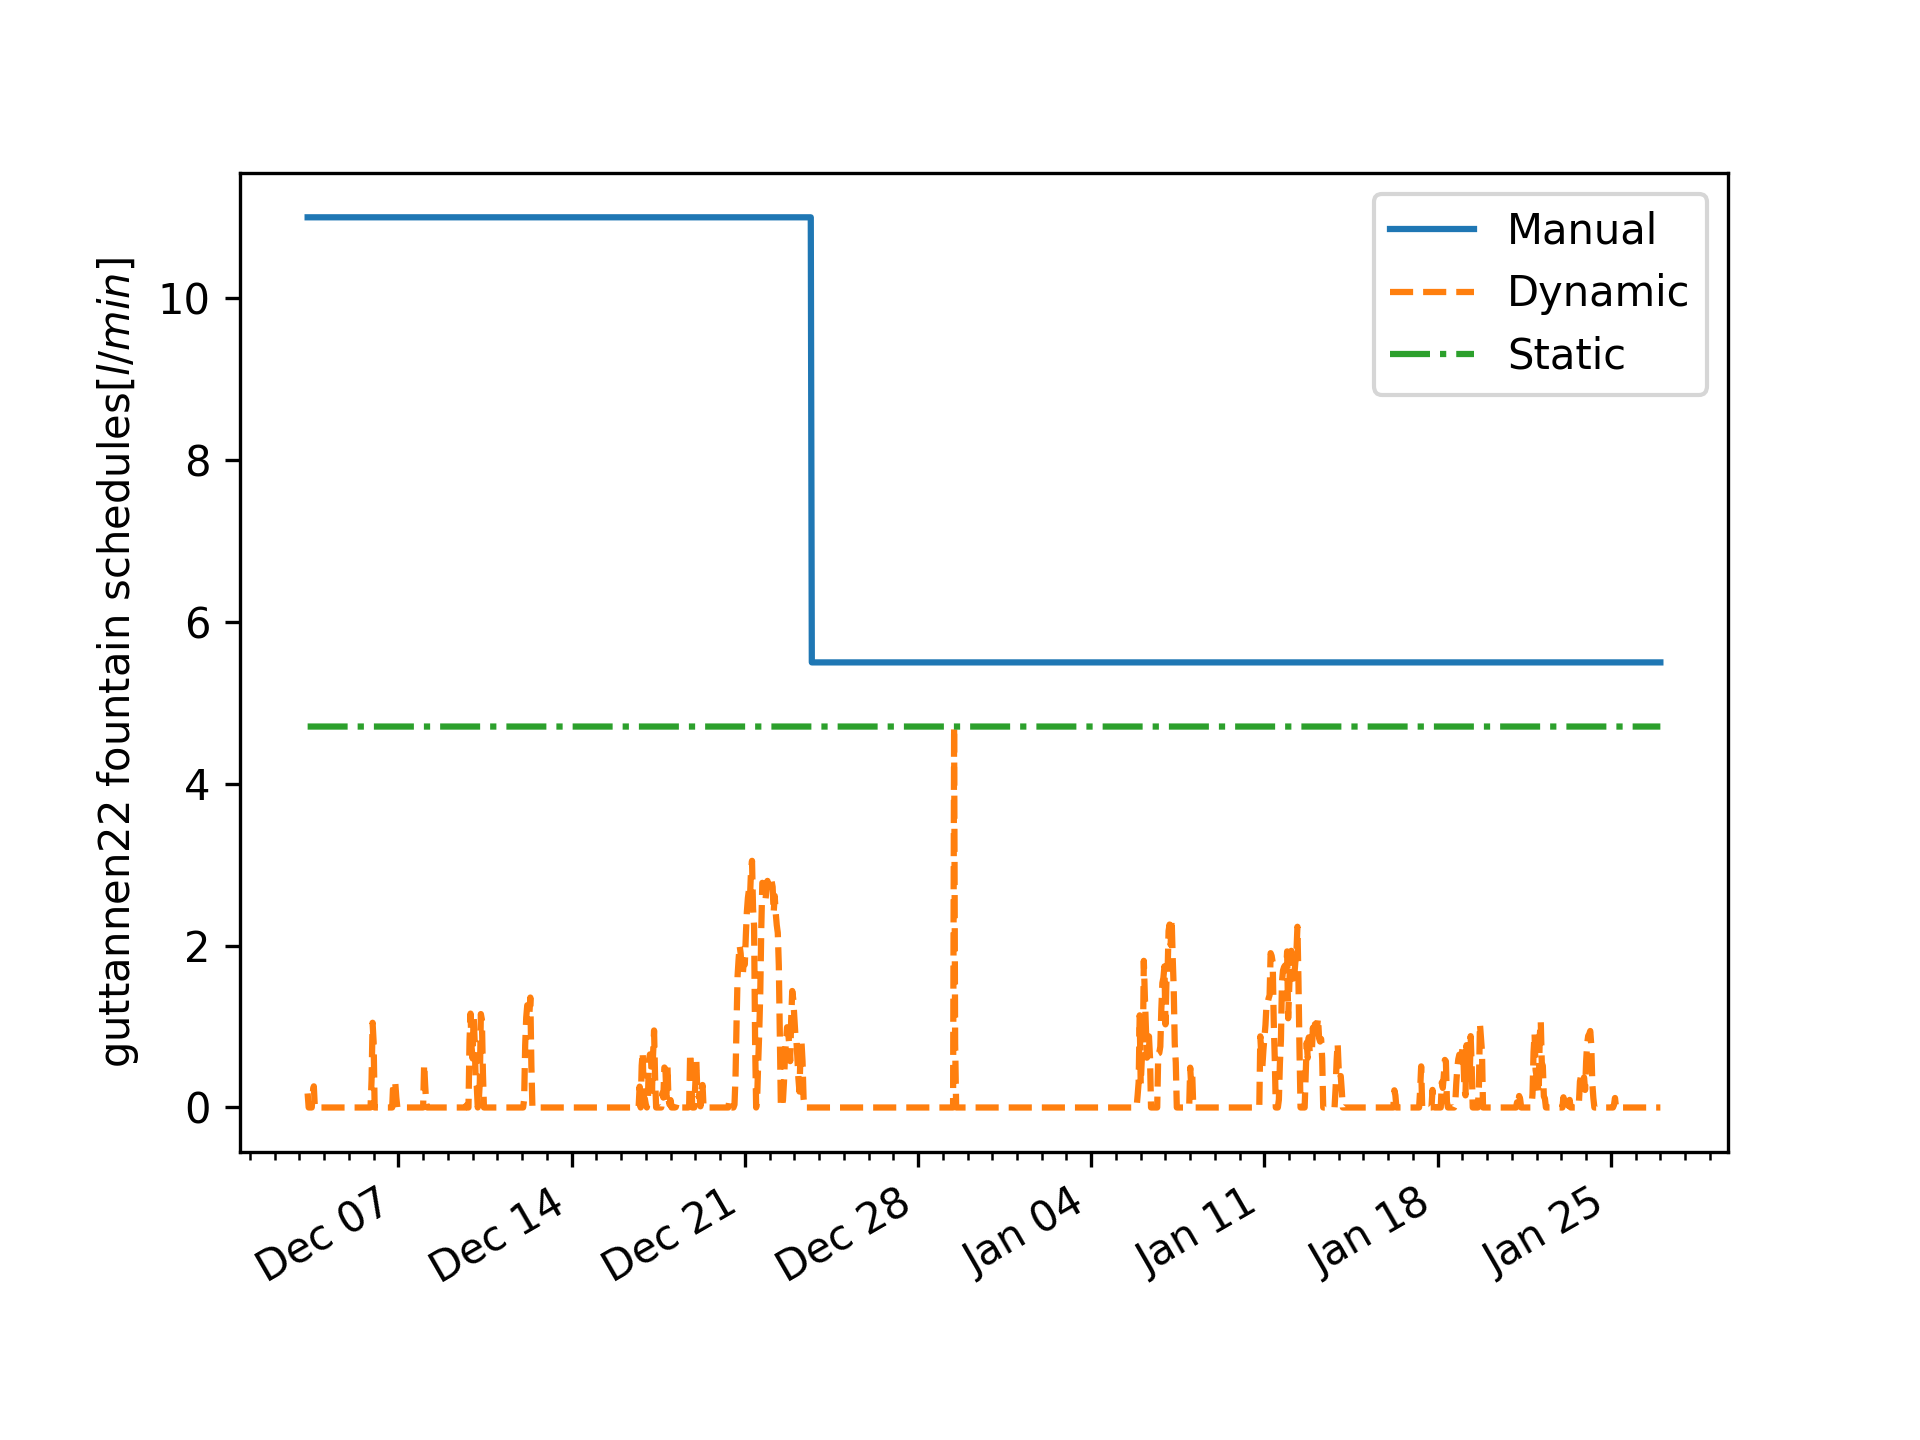 guttannen22 fountain schedules[l/min]
10
8
6
4
2
0
Manual
Dynamic
Static
Dec 07
Dec 14
Dec 21
Dec 28
Jan 04
Jan 11
Jan 18
Jan 25